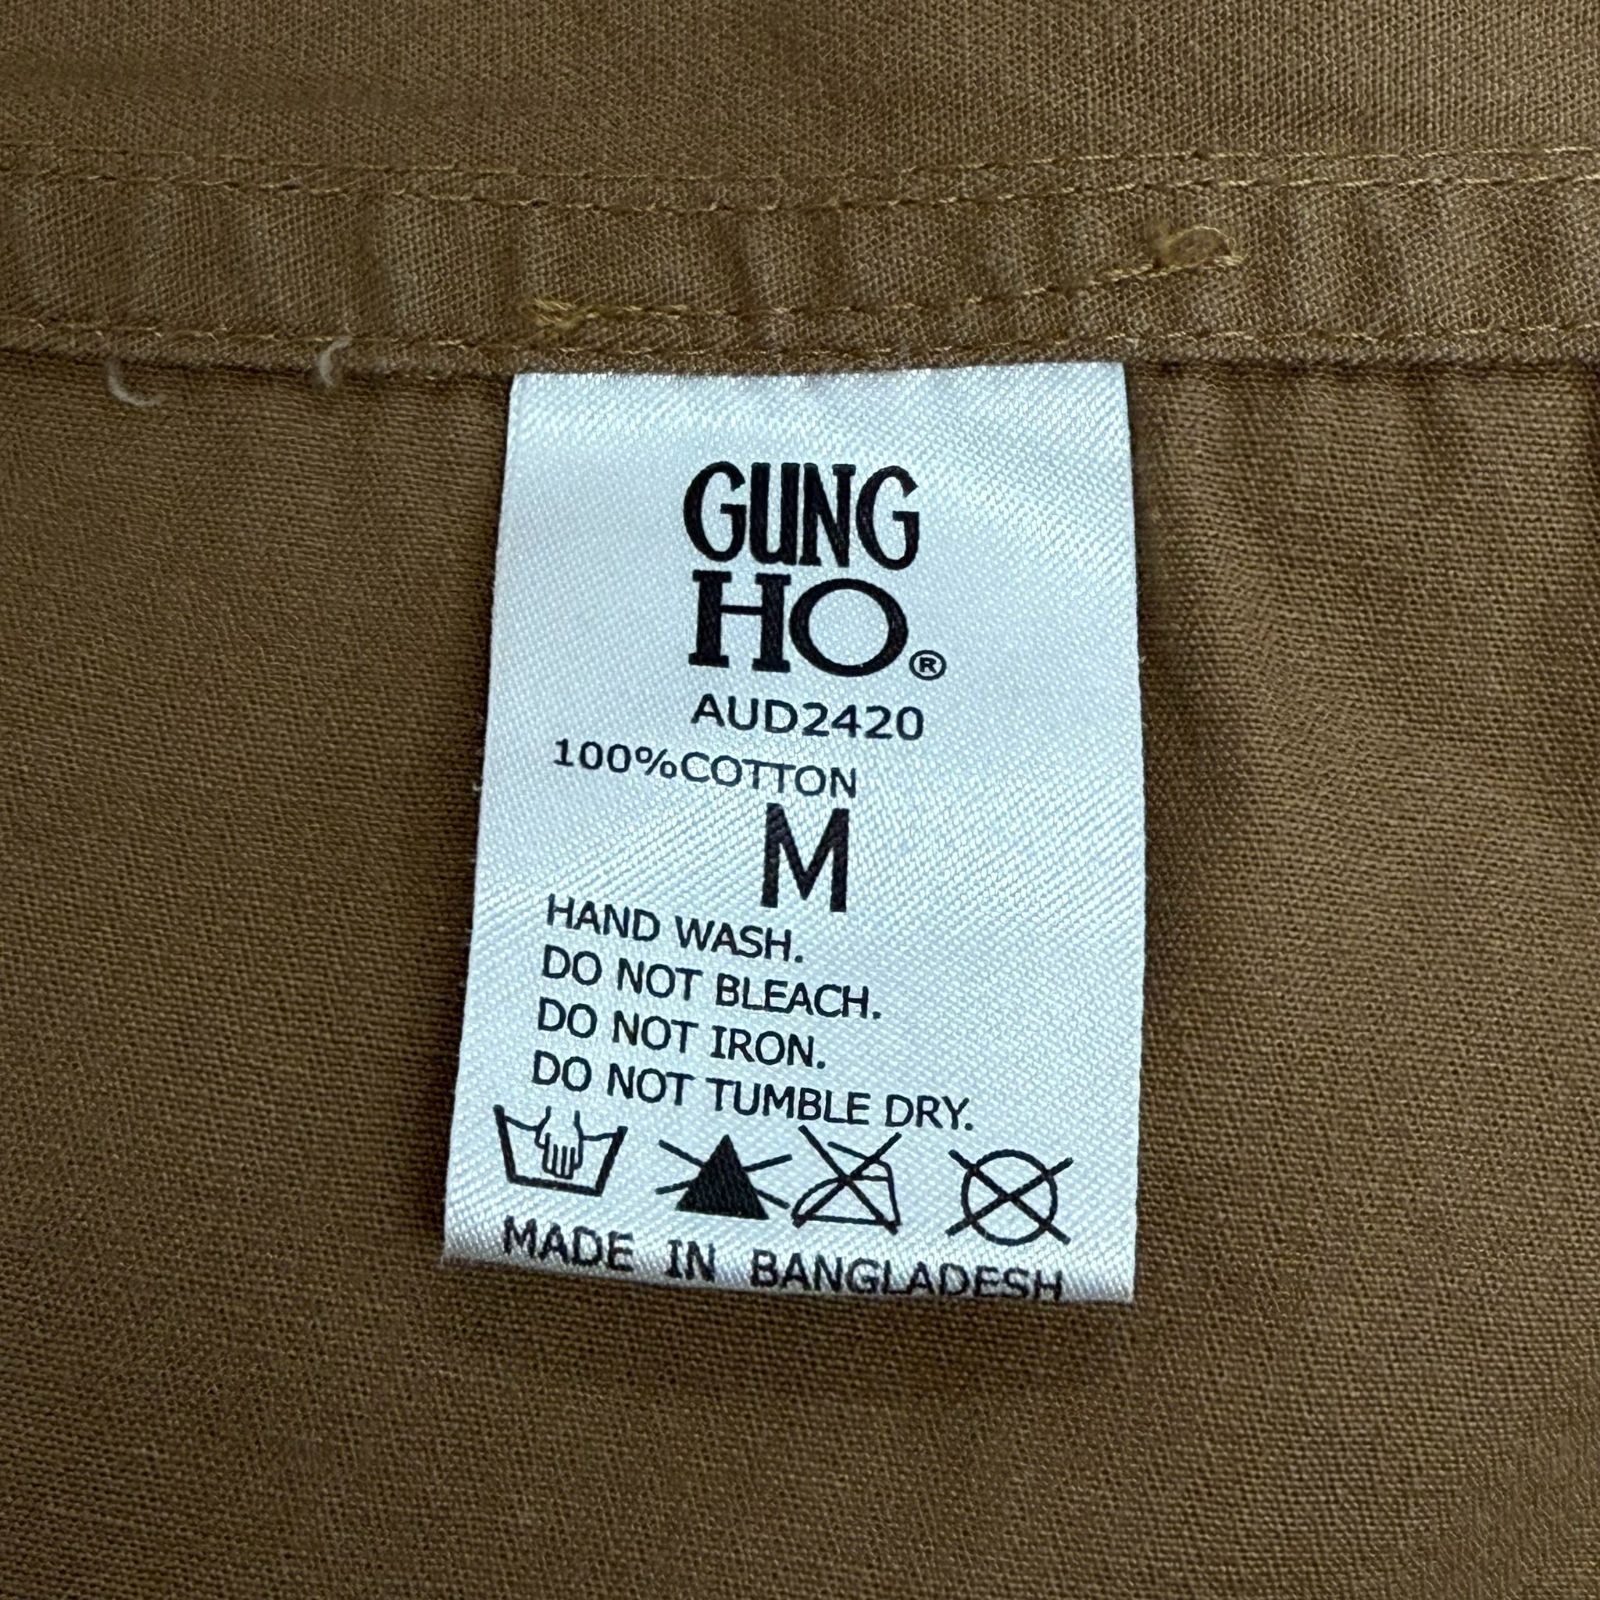 GUNG
HO®
AUD2420
100%COTTON
M
HAND WASH.
DO NOT BLEACH.
DO NOT IRON.
DO NOT TUMBLE DRY.
MADE IN BANGLADESH